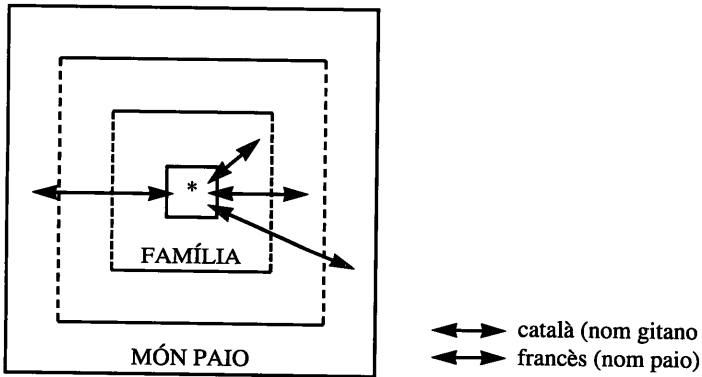 *
FAMÍLIA
MÓN PAIO
català (nom gitano
francès (nom paio)